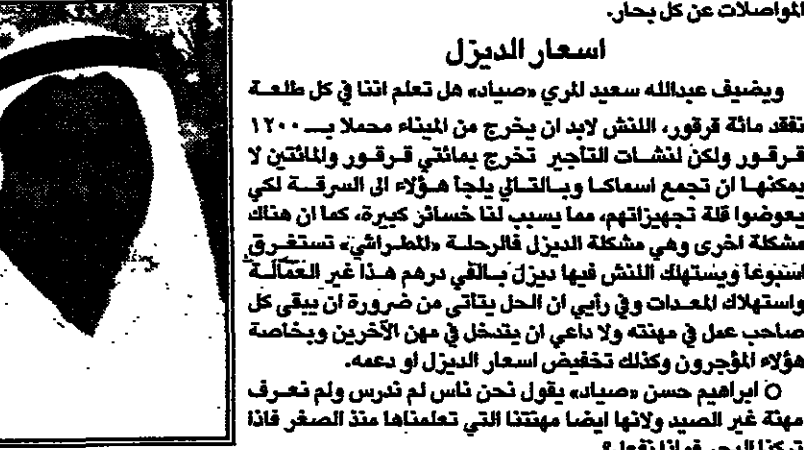 المواصلات عن كل بحار.
اسعار الديزل
ويضيف عبدالله سعيد المري «صياد» هل تعلم اننا في كل طلعة
نفقد مائة قرقور، اللنش لابد ان يخرج من الميناء محملا بـ ١٢٠٠
قرقور ولكن لنشات التأجير تخرج بمائتي قرقور والمائتين لا
يمكنها ان تجمع اسماكا وبالتالي يلجأ هؤلاء الى السرقة لكي
يعوضوا قلة تجهيزاتهم، مما يسبب لنا خسائر كبيرة، كما ان هناك
مشكلة اخرى وهي مشكلة الديزل فالرحلة «المطراشي» تستغرق
اسبوعاً ويستهلك اللنش فيها ديزل بالفي درهم هذا غير العمالة
واستهلاك المعدات وفي رأيي ان الحل يتأتى من ضرورة ان يبقى كل
صاحب عمل في مهنته ولا داعي ان يتدخل في مهن الآخرين وبخاصة
هؤلاء المؤجرون وكذلك تخفيض اسعار الديزل او دعمه.
○ ابراهيم حسن «صياد» يقول نحن ناس لم ندرس ولم نعرف
مهنة غير الصيد ولانها ايضا مهنتنا التي تعلمناها منذ الصغر فاذا
تركنا البحر فماذا نفعل؟